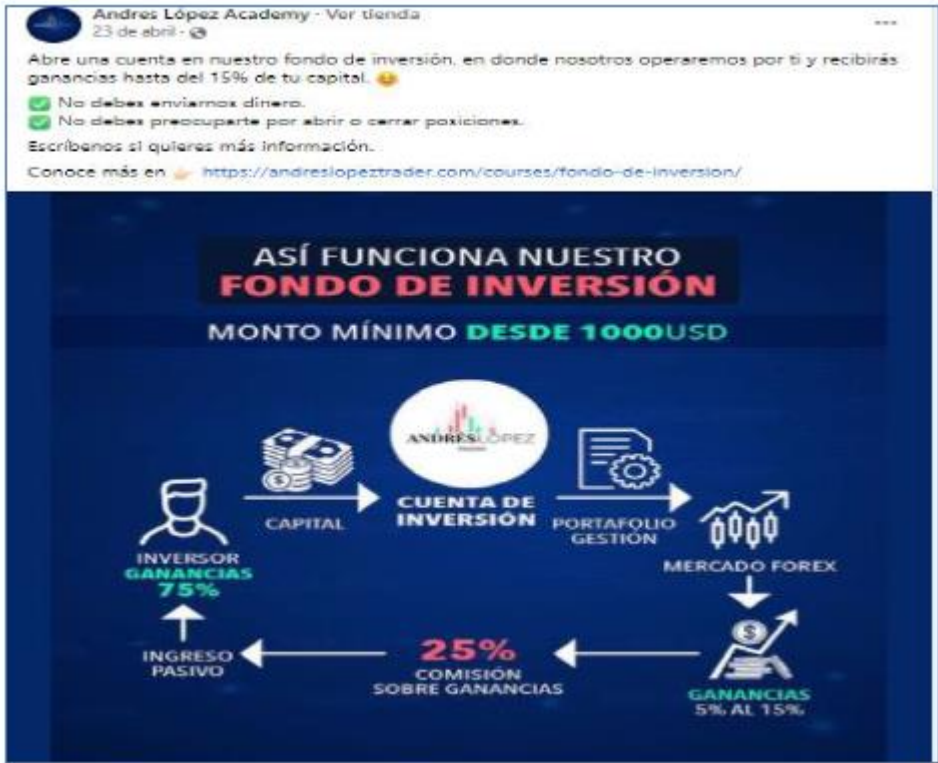 Andres López Academy · Ver tienda
23 de abril ·
Abre una cuenta en nuestro fondo de inversión, en donde nosotros operaremos por ti y recibirás
ganancias hasta del 15% de tu capital.
No debes enviarnos dinero.
No debes preocuparte por abrir o cerrar posiciones.
Escríbenos si quieres más información.
Conoce más en 👉 https://andreslopeztrader.com/courses/fondo-de-inversion/
ASÍ FUNCIONA NUESTRO
FONDO DE INVERSIÓN
MONTO MÍNIMO DESDE 1000USD
ANDRES LÓPEZ
CAPITAL
CUENTA DE
INVERSIÓN
PORTAFOLIO
GESTIÓN
INVERSOR
GANANCIAS
75%
MERCADO FOREX
INGRESO
PASIVO
25%
COMISIÓN
SOBRE GANANCIAS
GANANCIAS
5% AL 15%